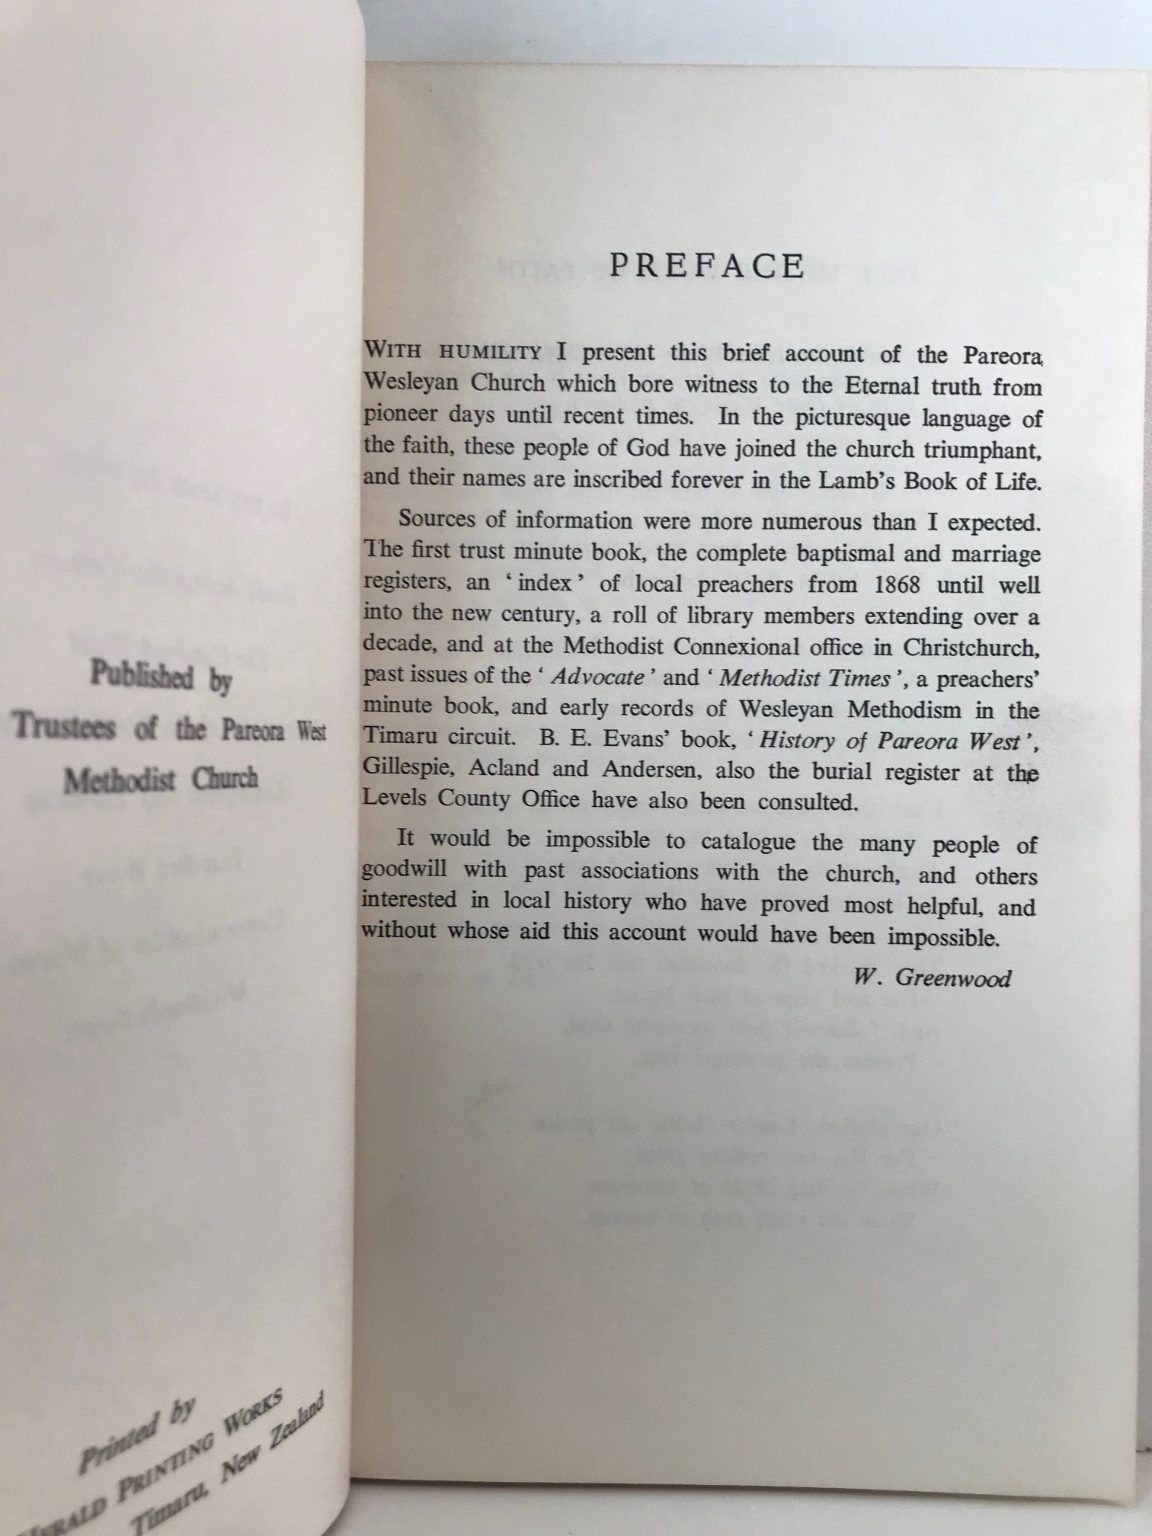 Published by
Trustees of the Pareora West
Methodist Church
Printed by
HERALD PRINTING WORKS
Timaru, New Zealand
PREFACE
WITH HUMILITY I present this brief account of the Pareora
Wesleyan Church which bore witness to the Eternal truth from
pioneer days until recent times. In the picturesque language of
the faith, these people of God have joined the church triumphant,
and their names are inscribed forever in the Lamb's Book of Life.
Sources of information were more numerous than I expected.
The first trust minute book, the complete baptismal and marriage
registers, an ‘ index ’ of local preachers from 1868 until well
into the new century, a roll of library members extending over a
decade, and at the Methodist Connexional office in Christchurch,
past issues of the ‘ Advocate ’ and ‘ Methodist Times ’, a preachers’
minute book, and early records of Wesleyan Methodism in the
Timaru circuit. B. E. Evans’ book, ‘ History of Pareora West ’,
Gillespie, Acland and Andersen, also the burial register at the
Levels County Office have also been consulted.
It would be impossible to catalogue the many people of
goodwill with past associations with the church, and others
interested in local history who have proved most helpful, and
without whose aid this account would have been impossible.
W. Greenwood